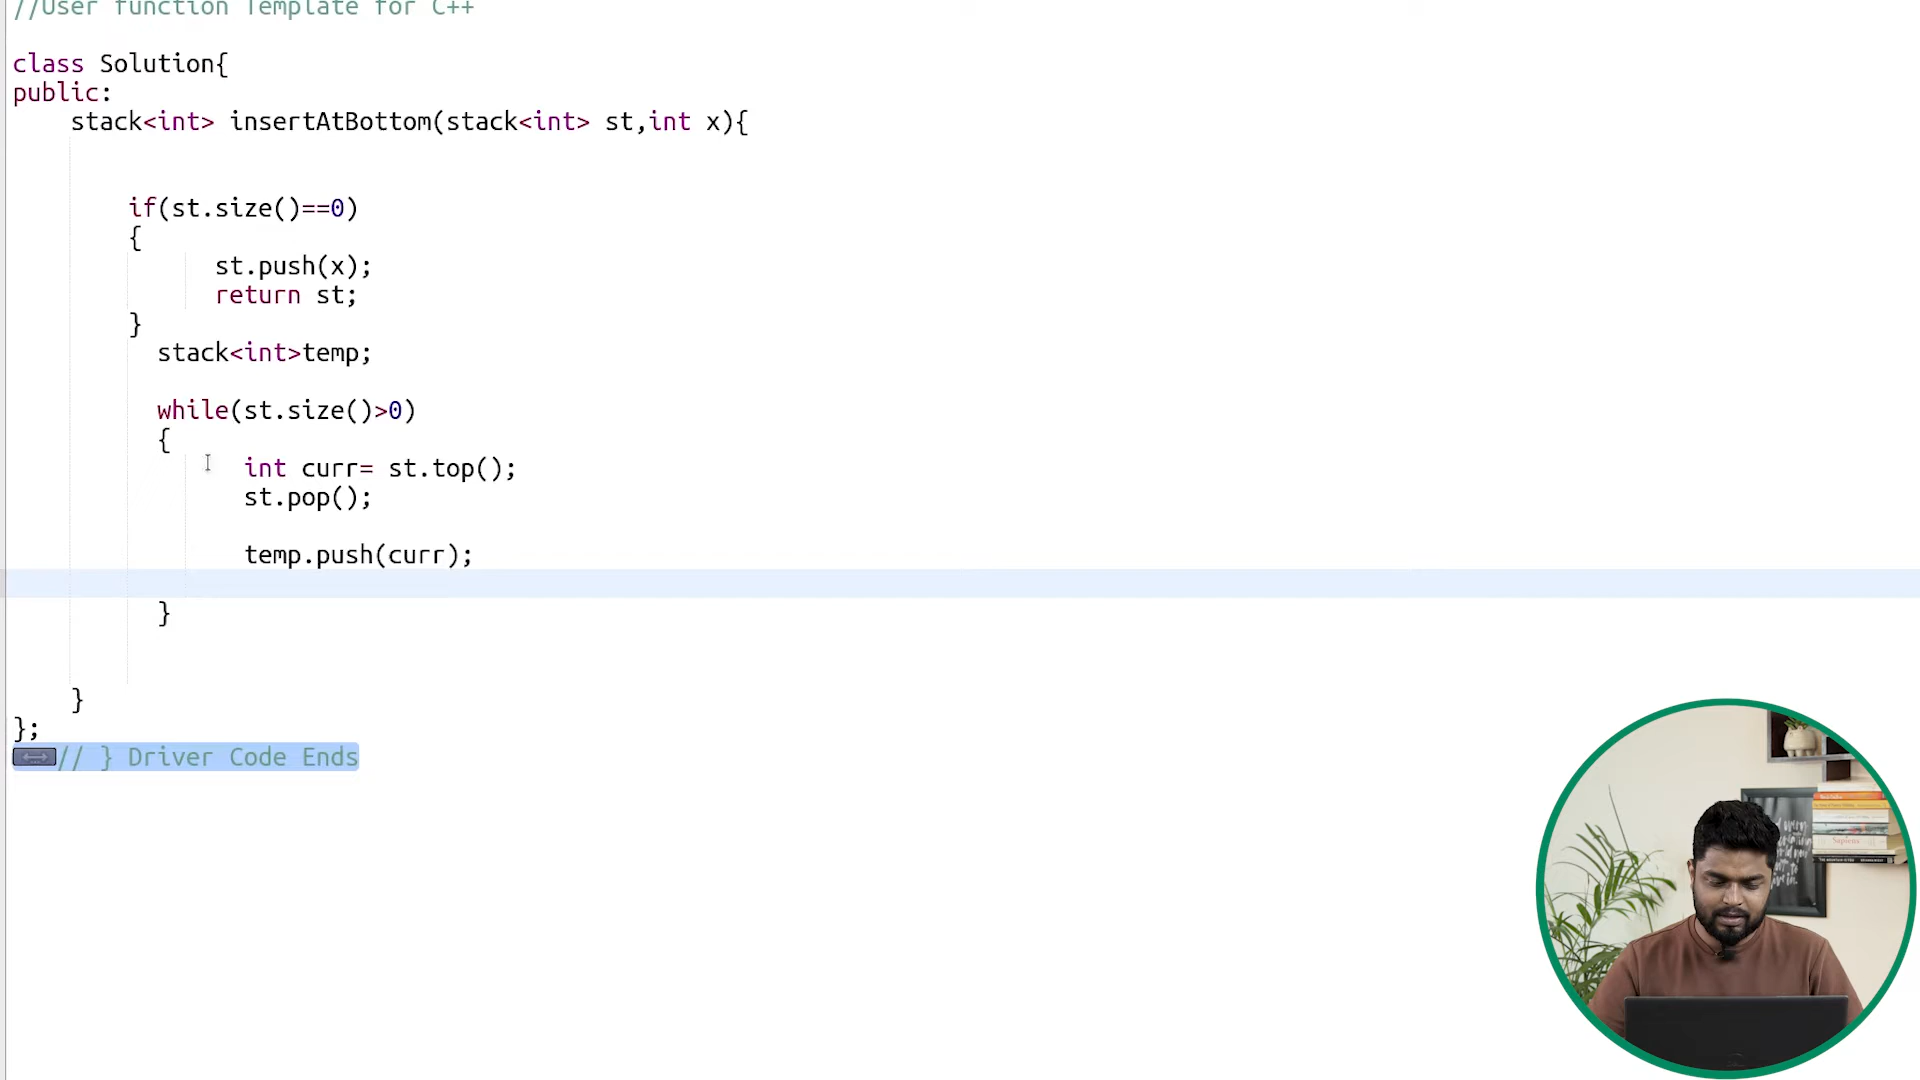 //User function Template for C++
class Solution{
public:
stack<int> insertAtBottom(stack<int> st,int x){
if(st.size()==0)
{
st.push(x);
return st;
}
stack<int>temp;
while(st.size()>0)
{
int curr= st.top();
st.pop();
temp.push(curr);
}
}
};
// } Driver Code Ends
Sapiens